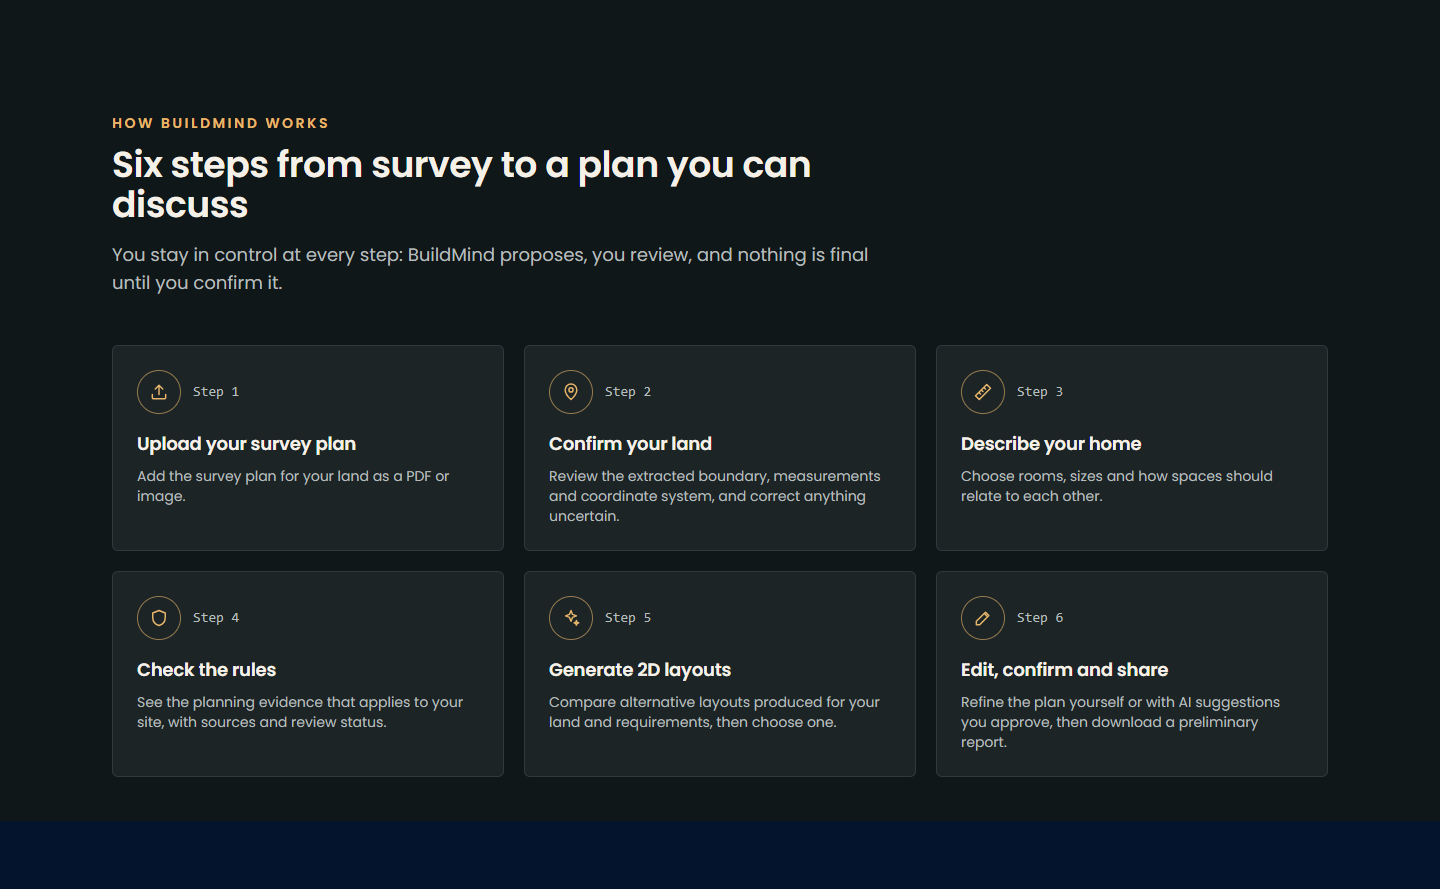 HOW BUILDMIND WORKS
Six steps from survey to a plan you can
discuss
You stay in control at every step: BuildMind proposes, you review, and nothing is final
until you confirm it.
Step 1
Upload your survey plan
Add the survey plan for your land as a PDF or
image.
Step 2
Confirm your land
Review the extracted boundary, measurements
and coordinate system, and correct anything
uncertain.
Step 3
Describe your home
Choose rooms, sizes and how spaces should
relate to each other.
Step 4
Check the rules
See the planning evidence that applies to your
site, with sources and review status.
Step 5
Generate 2D layouts
Compare alternative layouts produced for your
land and requirements, then choose one.
Step 6
Edit, confirm and share
Refine the plan yourself or with AI suggestions
you approve, then download a preliminary
report.